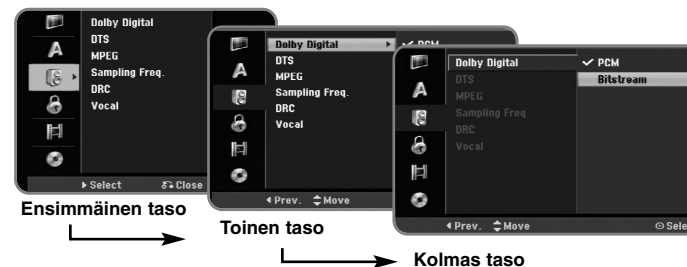 Dolby Digital
DTS
MPEG
Sampling Freq.
DRC
Vocal
Select Close
Ensimmäinen taso
Dolby Digital
DTS
MPEG
Sampling Freq.
DRC
Vocal
Prev. Move
Toinen taso
Dolby Digital
DTS
MPEG
Sampling Freq.
DRC
Vocal
PCM
Bitstream
Prev. Move
Kolmas taso